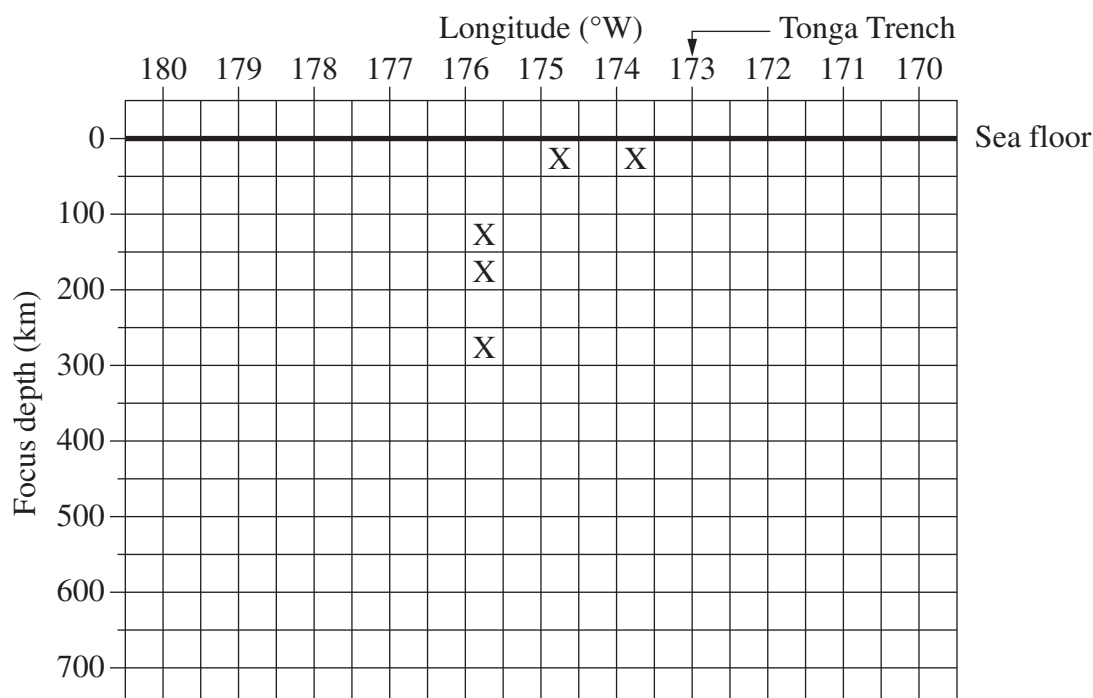 Longitude (°W) Tonga Trench
180 179 178 177 176 175 174 173 172 171 170
0 Sea floor
X X
100
X
X
200
X
300
400
500
600
700
Focus depth (km)